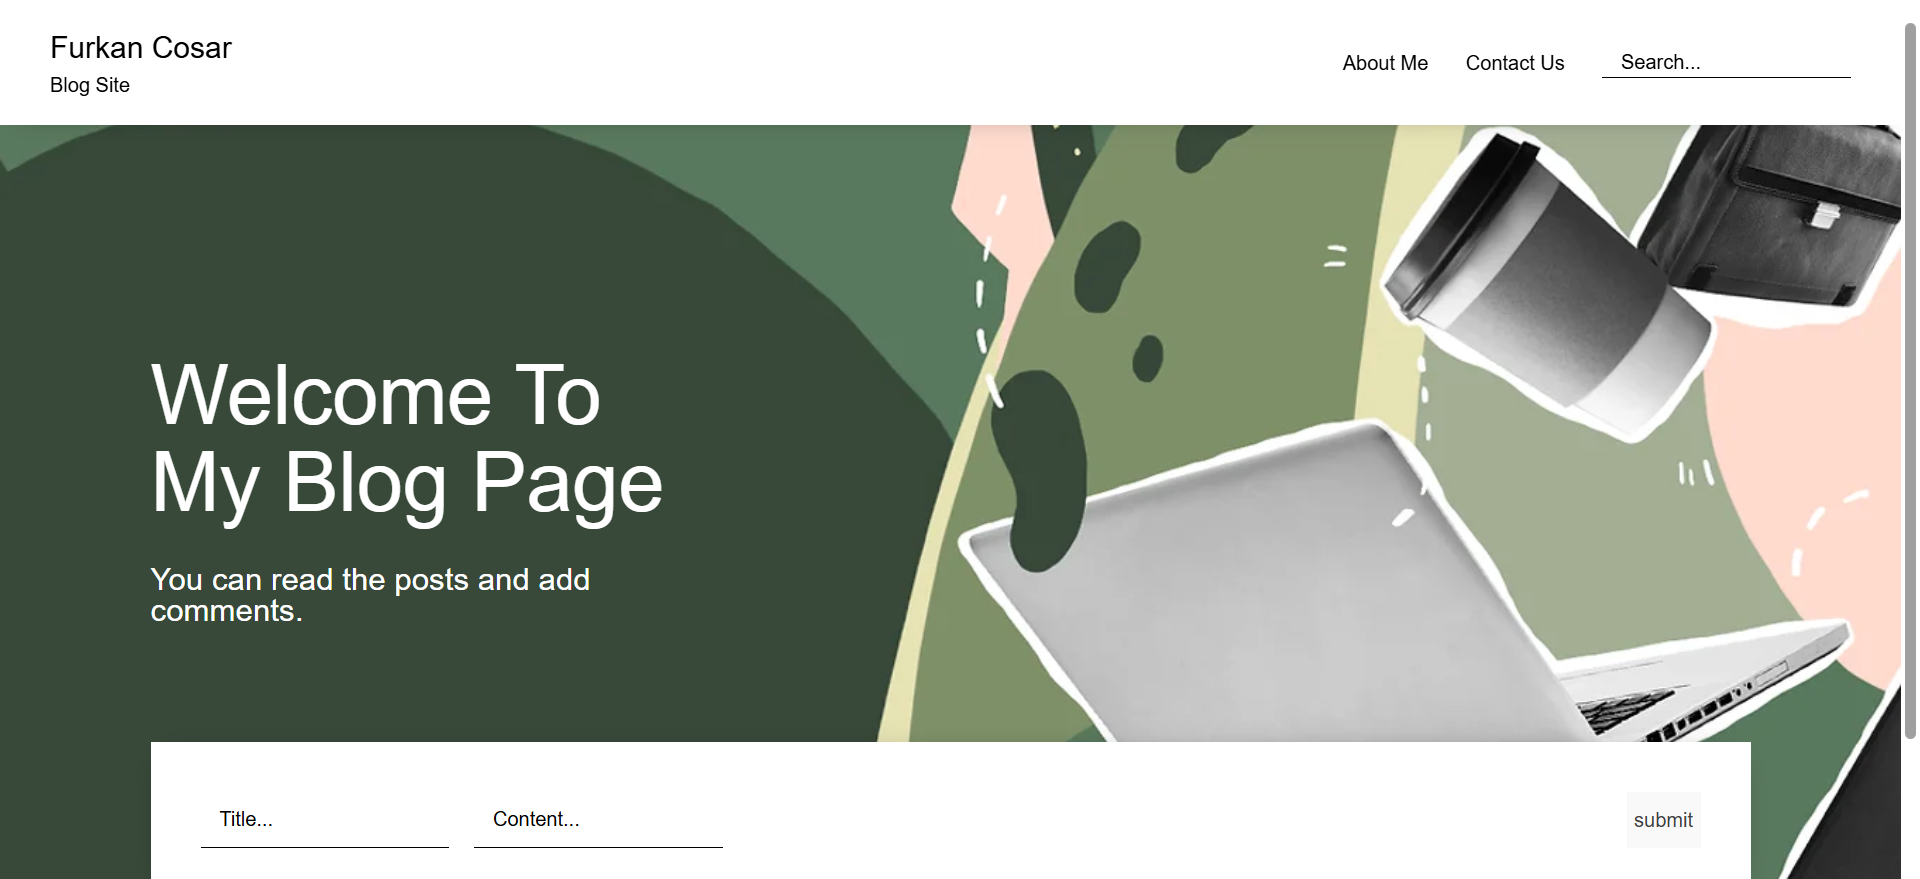 Furkan Cosar
Blog Site
About Me
Contact Us
Search...
Welcome To
My Blog Page
You can read the posts and add
comments.
Title...
Content...
submit